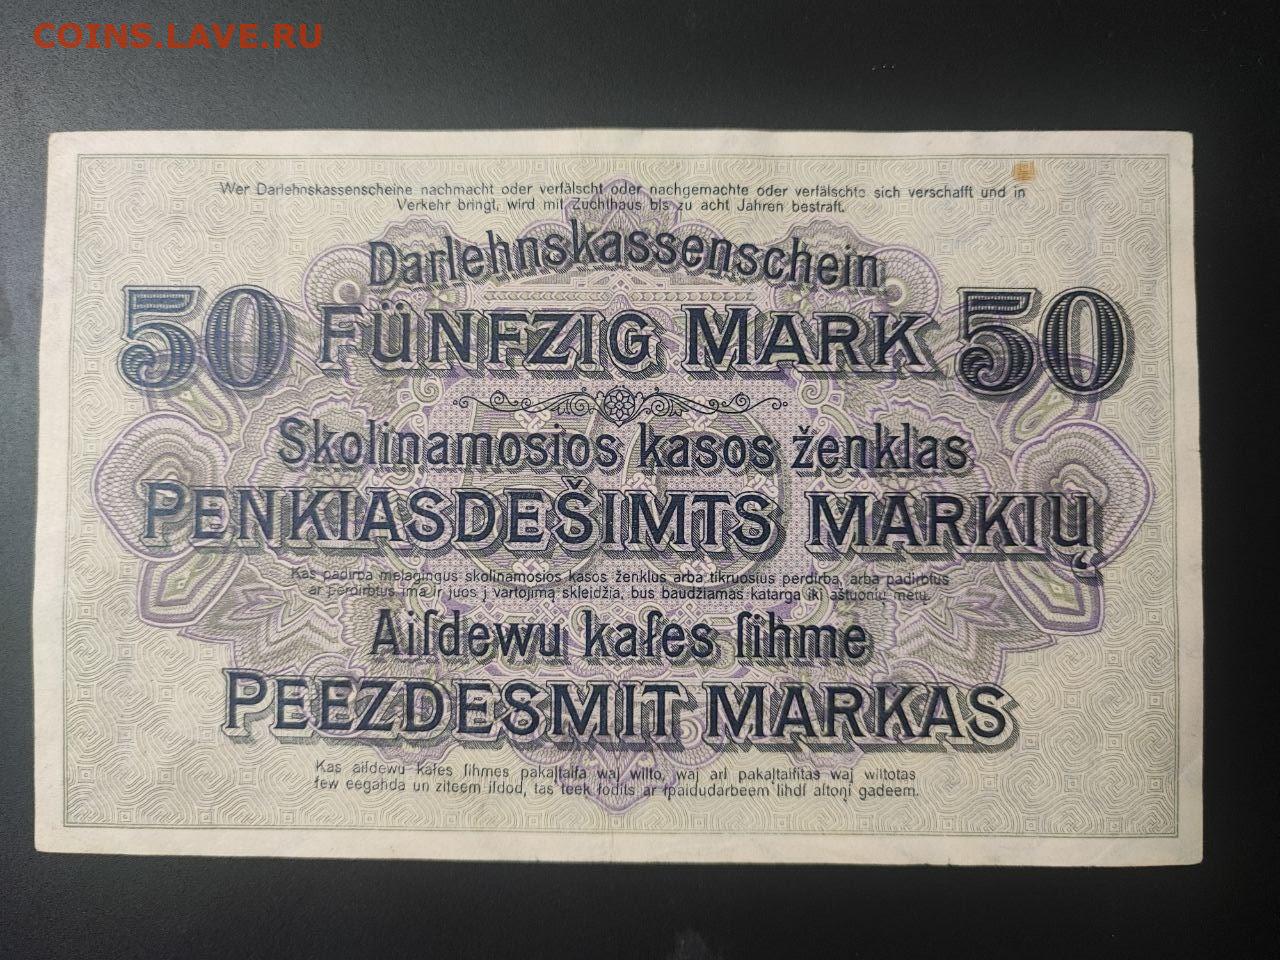 COINS.LAVE.RU
Wer Darlehnskassenscheine nachmacht oder verfälscht oder nachgemachte oder verfälschte sich verschafft und in
Verkehr bringt, wird mit Zuchthaus bis zu acht Jahren bestraft.
Darlehnskassenschein
50 FÜNFZIG MARK 50
Skolinamosios kasos ženklas
PENKIASDEŠIMTS MARKIŲ
Kas padirba melagingus skolinamosios kasos ženklus arba tikruosius perdirba, arba padirbtus
ar perdirbtus ima ir juos į vartojimą skleidžia, bus baudžiamas katarga iki aštuonių metų.
Aiſdewu kaſes ſihme
PEEZDESMIT MARKAS
Kas aiſdewu kaſes ſihmes pakaļtaiſa waj wilto, waj arī pakaļtaiſitas waj wiltotas
ſew eegahda un ziteem iſdod, tas teek ſodits ar ſpaidudarbeem lihdſ aſtoņi gadeem.